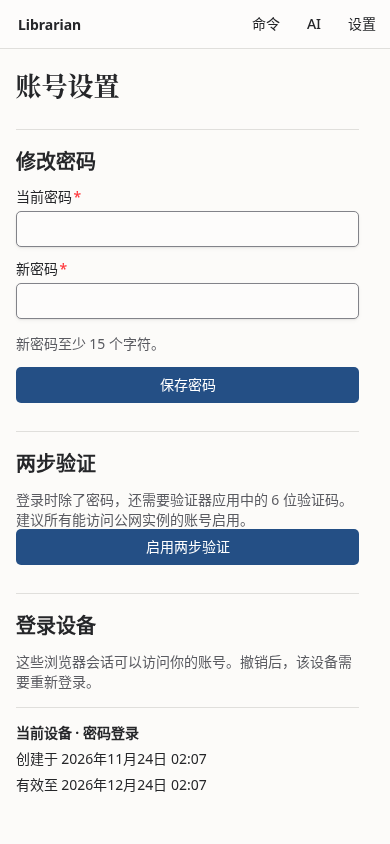 Librarian
命令
AI
设置
账号设置
修改密码
当前密码*
新密码*
新密码至少 15 个字符。
保存密码
两步验证
登录时除了密码，还需要验证器应用中的 6 位验证码。
建议所有能访问公网实例的账号启用。
启用两步验证
登录设备
这些浏览器会话可以访问你的账号。撤销后，该设备需
要重新登录。
当前设备 · 密码登录
创建于 2026年11月24日 02:07
有效至 2026年12月24日 02:07